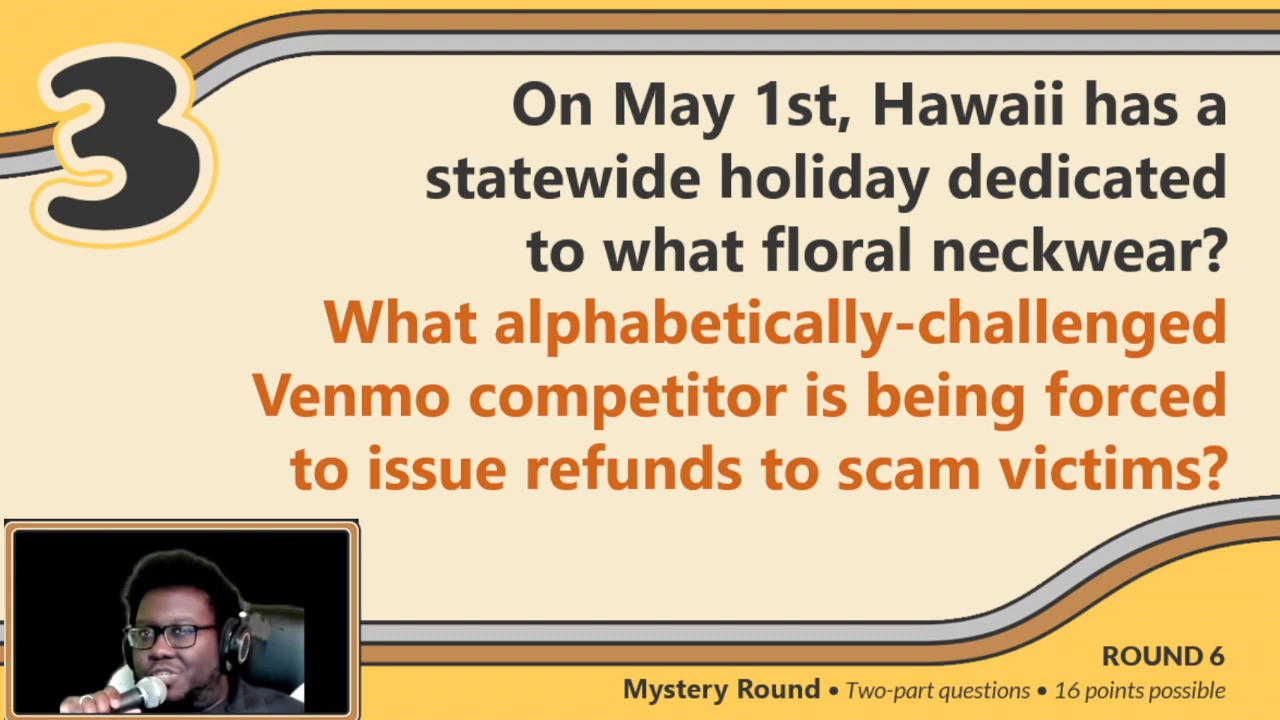 3
On May 1st, Hawaii has a
statewide holiday dedicated
to what floral neckwear?
What alphabetically-challenged
Venmo competitor is being forced
to issue refunds to scam victims?
ROUND 6
Mystery Round • Two-part questions • 16 points possible